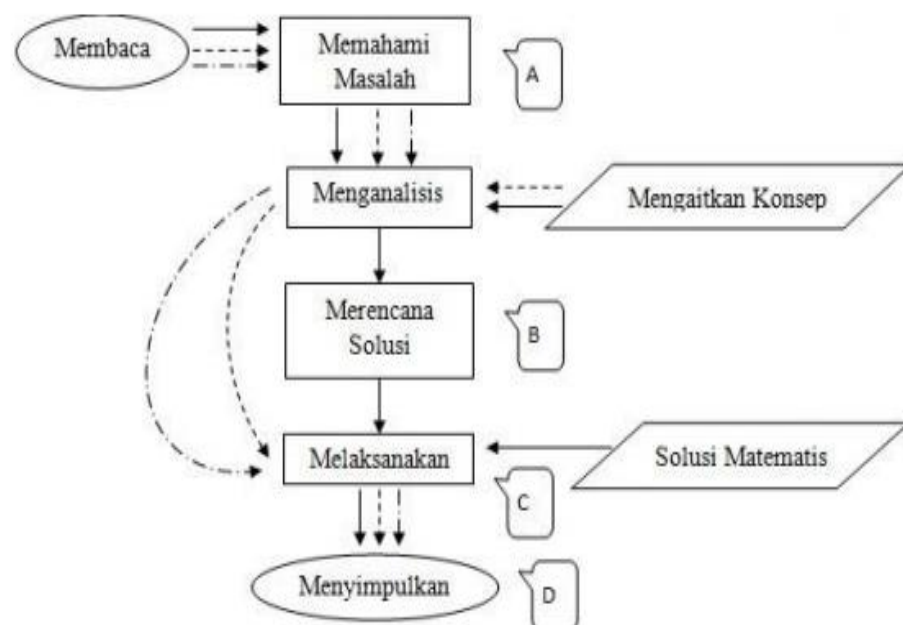 Membaca
Memahami
Masalah
A
Menganalisis
Mengaitkan Konsep
Merencana
Solusi
B
Melaksanakan
Solusi Matematis
C
Menyimpulkan
D